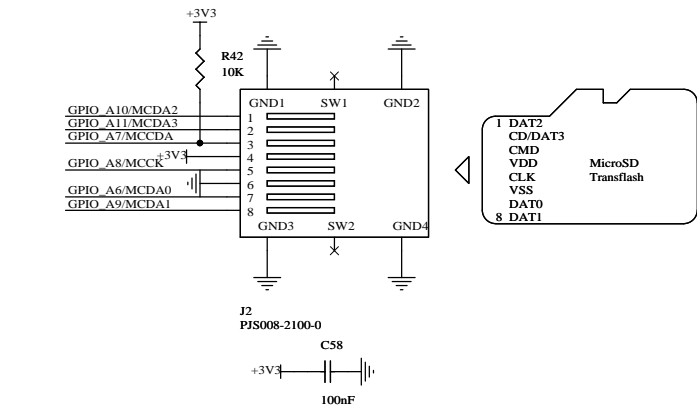 +3V3
R42
10K
GND1 SW1 GND2
GPIO_A10/MCDA2 1
GPIO_A11/MCDA3 2
GPIO_A7/MCCDA 3
+3V3 4
GPIO_A8/MCCK 5
6
GPIO_A6/MCDA0 7
GPIO_A9/MCDA1 8
GND3 SW2 GND4
1 DAT2
CD/DAT3
CMD
VDD MicroSD
CLK Transflash
VSS
DAT0
8 DAT1
J2
PJS008-2100-0
C58
+3V3
100nF